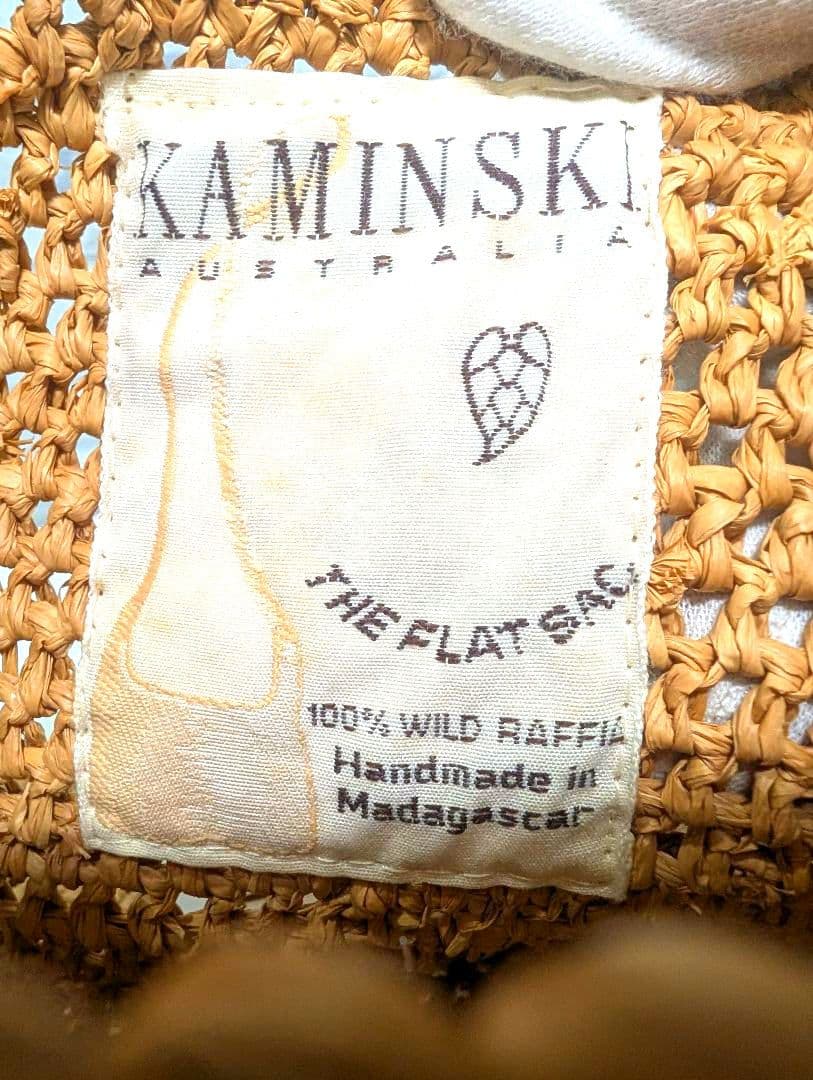 KAMINSKI
AUSTRALIA
THE FLAT SAC
100% WILD RAFFIA
Handmade in
Madagascar